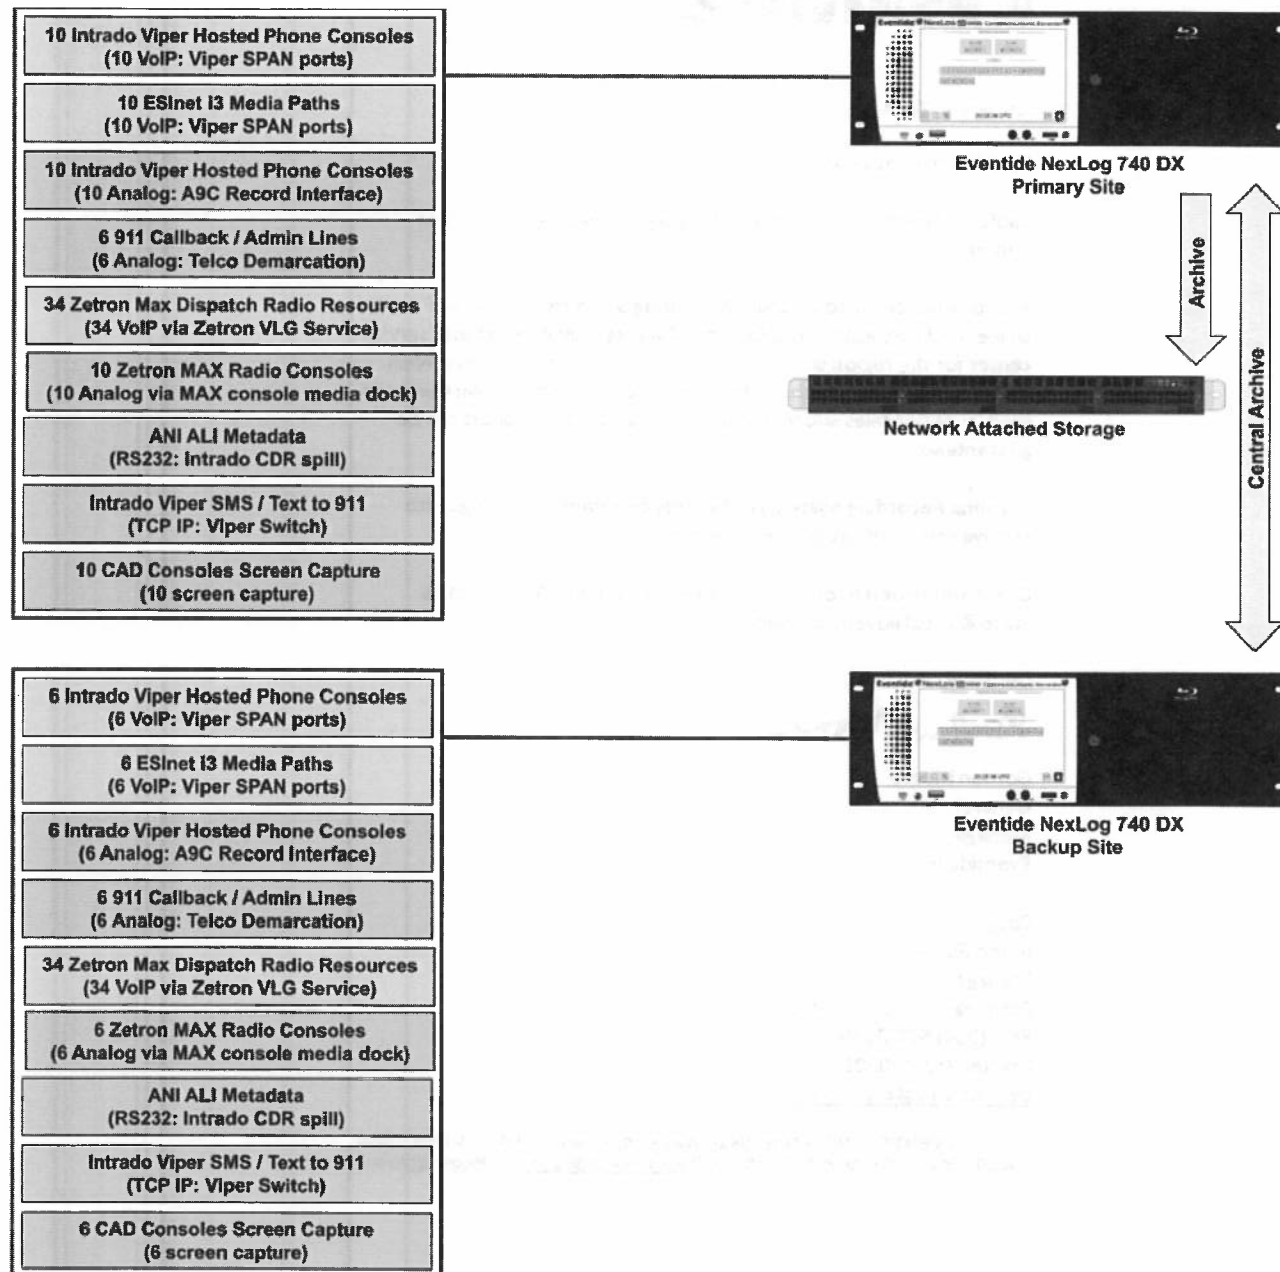 10 Intrado Viper Hosted Phone Consoles
(10 VoIP: Viper SPAN ports)
10 ESInet i3 Media Paths
(10 VoIP: Viper SPAN ports)
10 Intrado Viper Hosted Phone Consoles
(10 Analog: A9C Record Interface)
6 911 Callback / Admin Lines
(6 Analog: Telco Demarcation)
34 Zetron Max Dispatch Radio Resources
(34 VoIP via Zetron VLG Service)
10 Zetron MAX Radio Consoles
(10 Analog via MAX console media dock)
ANI ALI Metadata
(RS232: Intrado CDR spill)
Intrado Viper SMS / Text to 911
(TCP IP: Viper Switch)
10 CAD Consoles Screen Capture
(10 screen capture)
Eventide NexLog
Eventide NexLog 740 DX
Primary Site
Archive
Central Archive
Network Attached Storage
6 Intrado Viper Hosted Phone Consoles
(6 VoIP: Viper SPAN ports)
6 ESInet i3 Media Paths
(6 VoIP: Viper SPAN ports)
6 Intrado Viper Hosted Phone Consoles
(6 Analog: A9C Record Interface)
6 911 Callback / Admin Lines
(6 Analog: Telco Demarcation)
34 Zetron Max Dispatch Radio Resources
(34 VoIP via Zetron VLG Service)
6 Zetron MAX Radio Consoles
(6 Analog via MAX console media dock)
ANI ALI Metadata
(RS232: Intrado CDR spill)
Intrado Viper SMS / Text to 911
(TCP IP: Viper Switch)
6 CAD Consoles Screen Capture
(6 screen capture)
Eventide NexLog
Eventide NexLog 740 DX
Backup Site